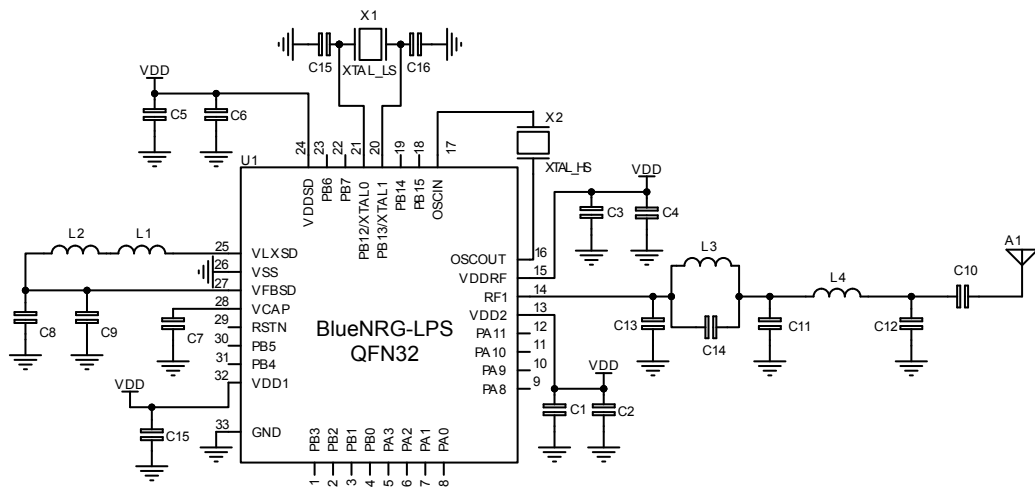 X1
C15
C16
XTAL_LS
VDD
C5
C6
X2
XTAL_HS
24
23
22
21
20
19
18
17
U1
VDDSD
PB6
PB7
PB12/XTAL0
PB13/XTAL1
PB14
PB15
OSCIN
VDD
C3
C4
L2
L1
25
VLXSD
26
VSS
27
VFBSD
28
VCAP
29
RSTN
30
PB5
31
PB4
32
VDD1
33
GND
C8
C9
C7
VDD
C15
BlueNRG-LPS
QFN32
OSCOUT
16
VDDRF
15
RF1
14
VDD2
13
PA11
12
PA10
11
PA9
10
PA8
9
L3
C13
C14
C11
L4
C12
C10
A1
VDD
C1
C2
PB3
PB2
PB1
PB0
PA3
PA2
PA1
PA0
1
2
3
4
5
6
7
8